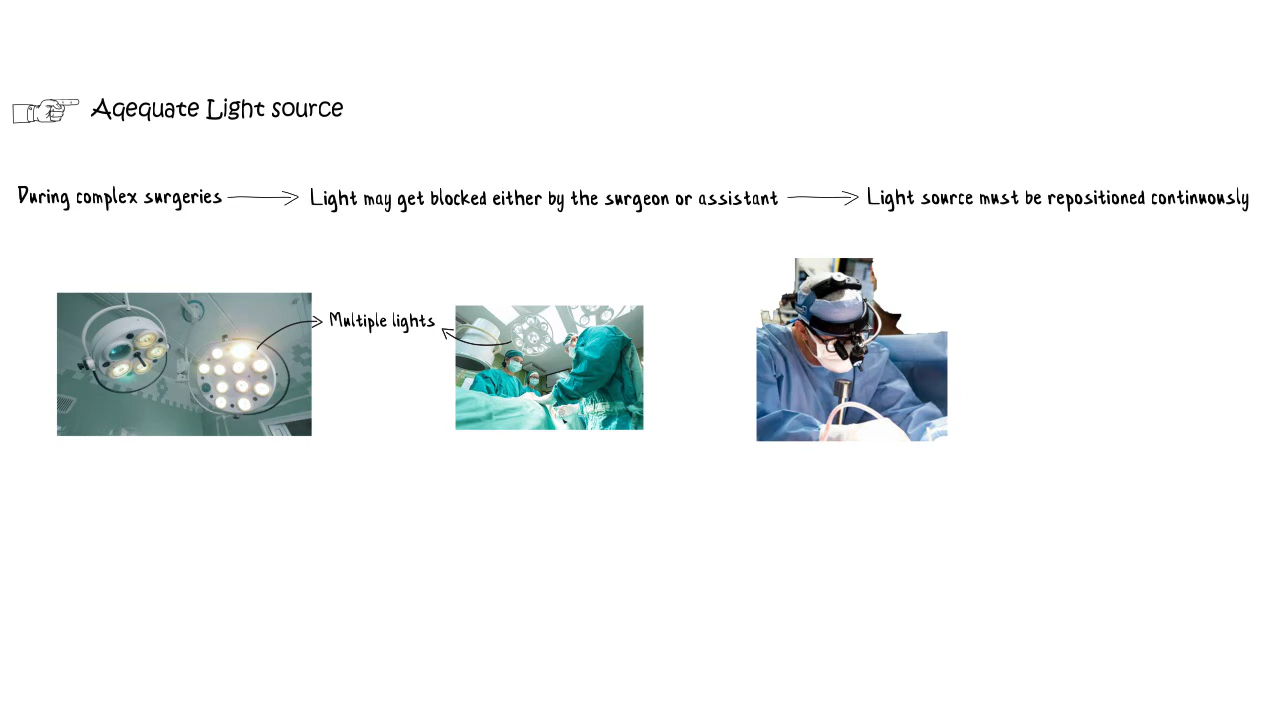 Aqequate Light source
During complex surgeries
Light may get blocked either by the surgeon or assistant
Light source must be repositioned continuously
Multiple lights